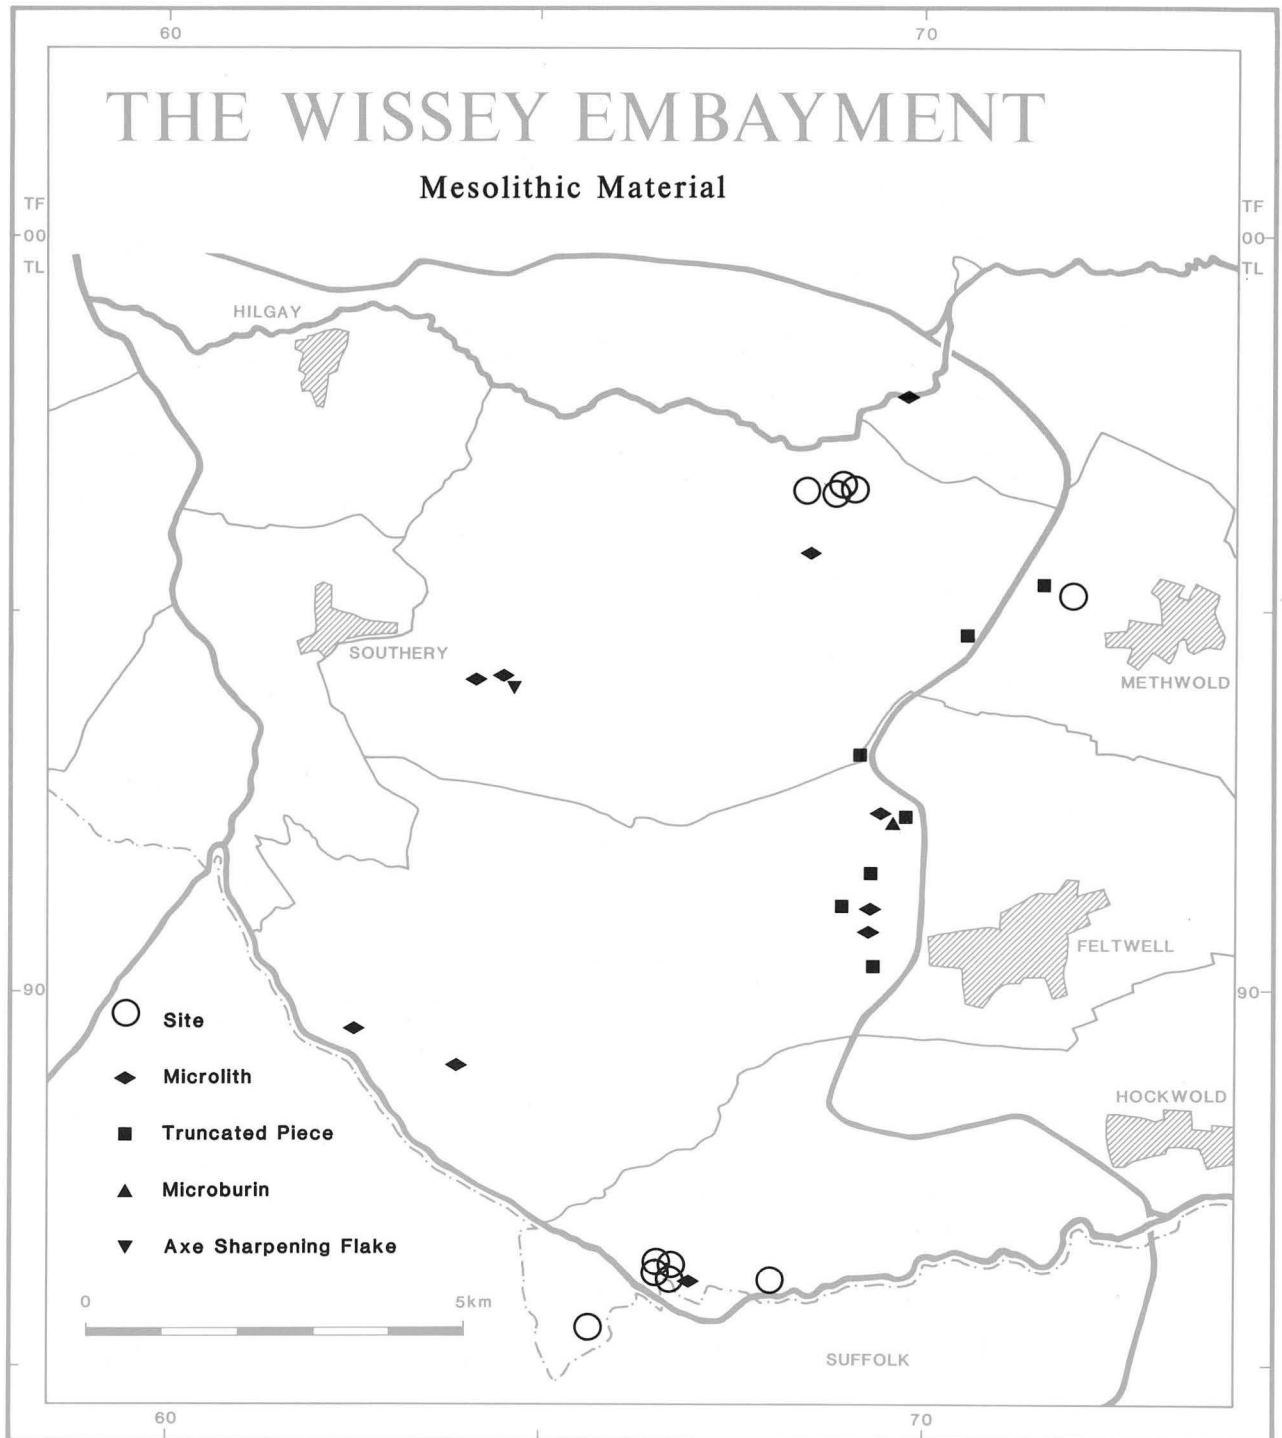 60 70
THE WISSEY EMBAYMENT
Mesolithic Material
TF TF
00 00
TL TL
HILGAY
SOUTHERY
METHWOLD
FELTWELL
90 90
Site
Microlith
HOCKWOLD
Truncated Piece
Microburin
Axe Sharpening Flake
0 5km
SUFFOLK
60 70